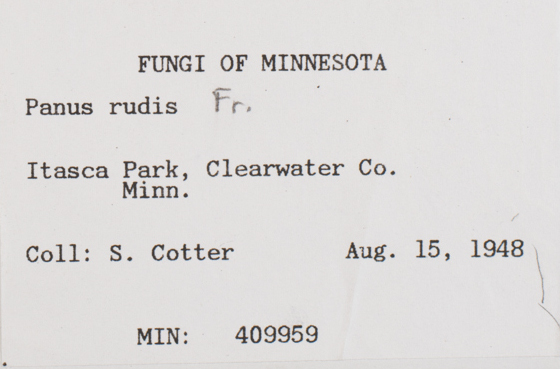 FUNGI OF MINNESOTA
Panus rudis Fr.
Itasca Park, Clearwater Co.
Minn.
Coll: S. Cotter Aug. 15, 1948
MIN: 409959